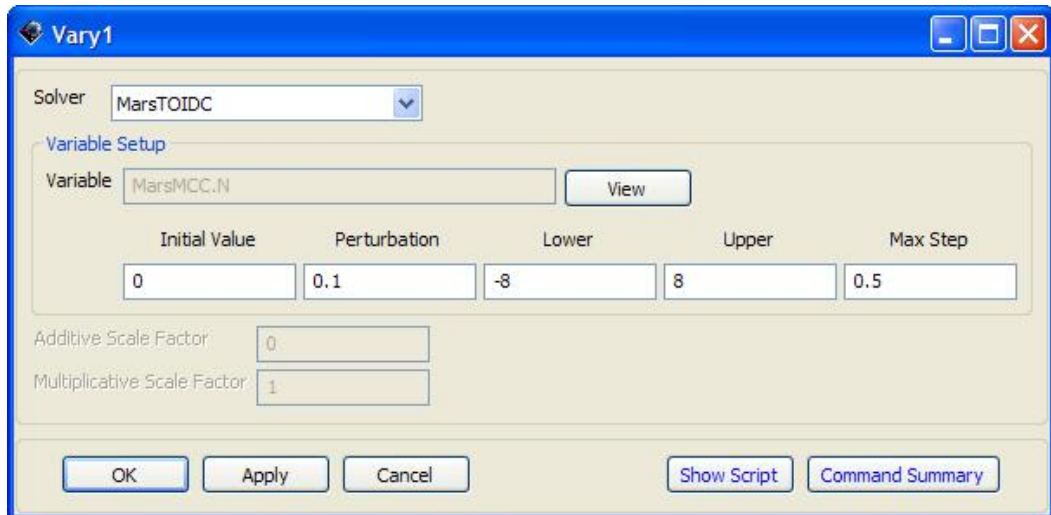 Vary1
Solver MarsTOIDC
Variable Setup
Variable MarsMCC.N View
Initial Value Perturbation Lower Upper Max Step
0 0.1 -8 8 0.5
Additive Scale Factor 0
Multiplicative Scale Factor 1
OK Apply Cancel Show Script Command Summary